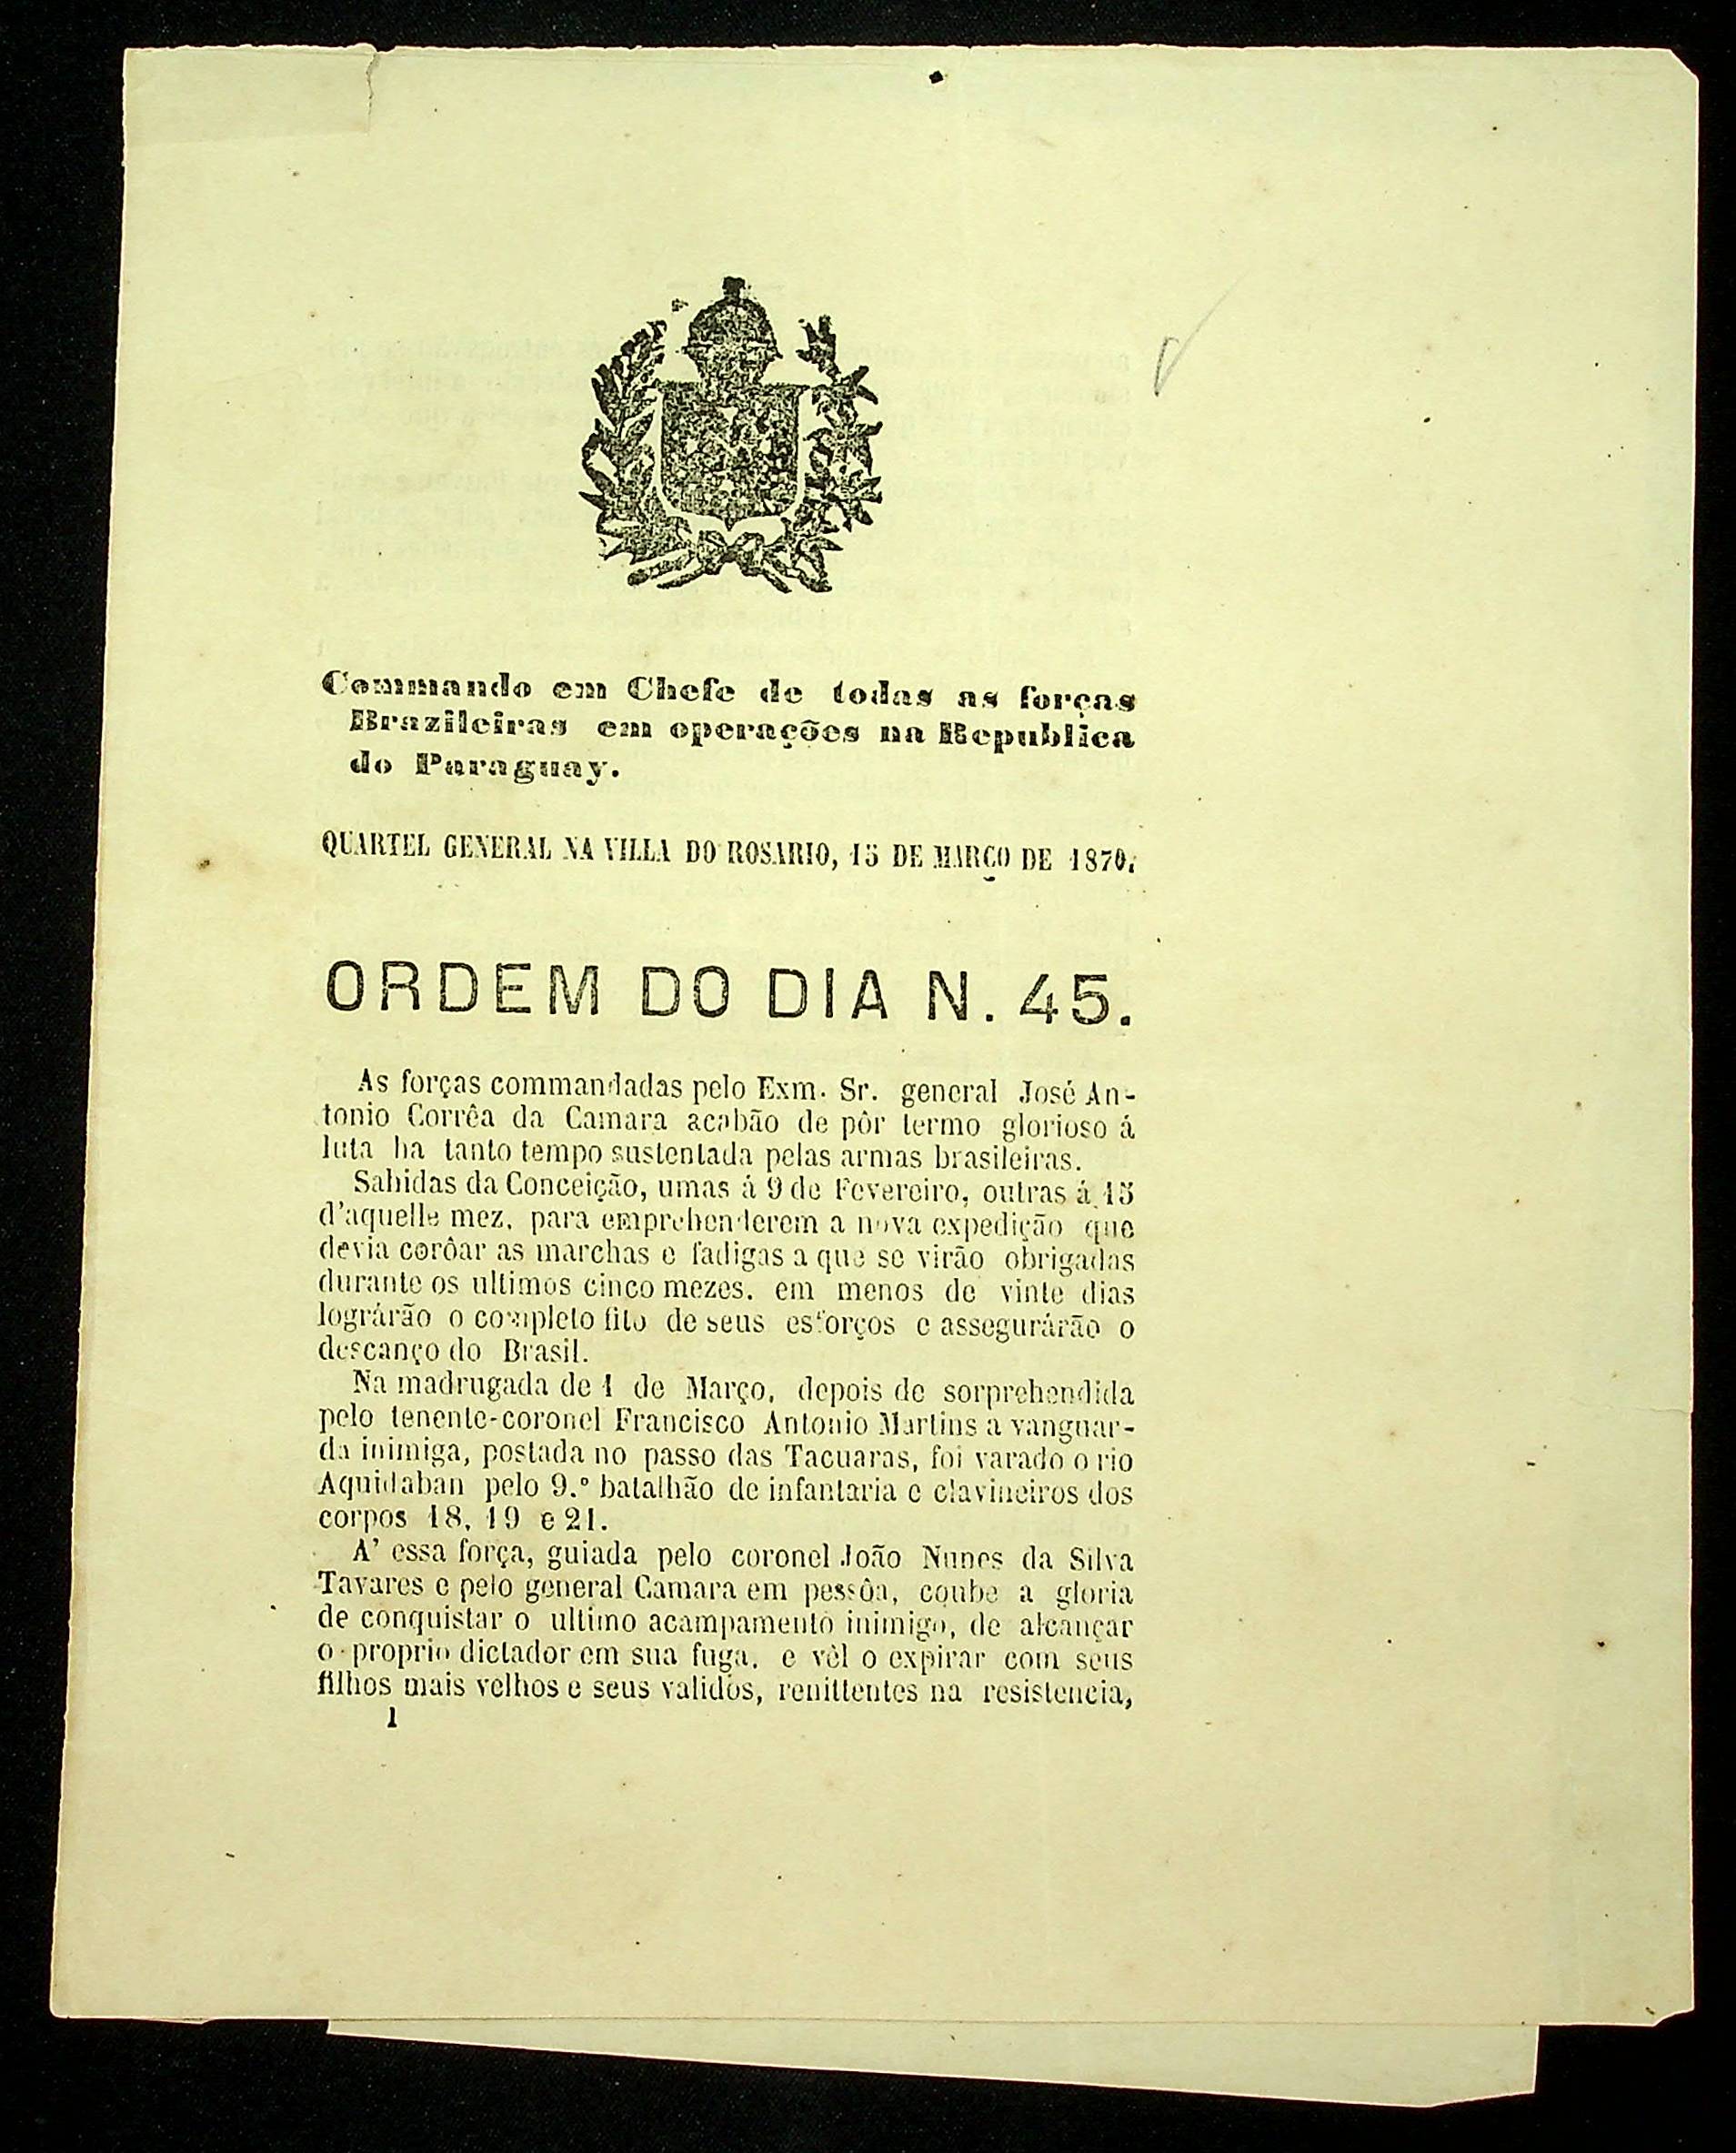 Commando em Chefe de todas as forças
Brazileiras em operações na Republica
do Paraguay.
QUARTEL GENERAL NA VILLA DO ROSARIO, 15 DE MARÇO DE 1870.
ORDEM DO DIA N. 45.
As forças commandadas pelo Exm. Sr. general José An-
tonio Corrêa da Camara acabão de pôr termo glorioso á
luta ha tanto tempo sustentada pelas armas brasileiras.
Sahidas da Conceição, umas á 9 de Fevereiro, outras á 15
d'aquelle mez, para emprehenderem a nova expedição que
devia corôar as marchas e fadigas a que se virão obrigadas
durante os ultimos cinco mezes, em menos de vinte dias
lográrão o completo fito de seus esforços e assegurárão o
descanço do Brasil.
Na madrugada de 1 de Março, depois de sorprehendida
pelo tenente-coronel Francisco Antonio Martins a vanguar-
da inimiga, postada no passo das Tacuaras, foi varado o rio
Aquidaban pelo 9.º batalhão de infantaria e clavineiros dos
corpos 18, 19 e 21.
A' essa força, guiada pelo coronel João Nunes da Silva
Tavares e pelo general Camara em pessôa, coube a gloria
de conquistar o ultimo acampamento inimigo, de alcançar
o proprio dictador em sua fuga, e vêl o expirar com seus
filhos mais velhos e seus validos, renittentes na resistencia,
1